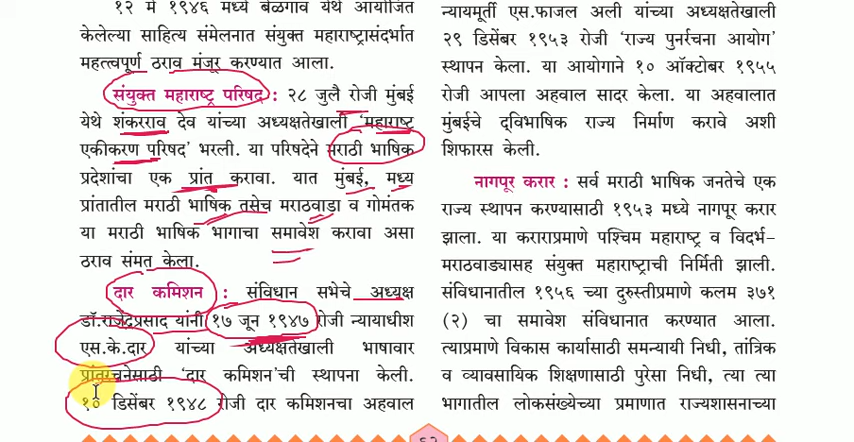 १२ मे १९४६ मध्ये बेळगाव येथे आयोजित
केलेल्या साहित्य संमेलनात संयुक्त महाराष्ट्रासंदर्भात
महत्त्वपूर्ण ठराव मंजूर करण्यात आला.
संयुक्त महाराष्ट्र परिषद : २८ जुलै रोजी मुंबई
येथे शंकरराव देव यांच्या अध्यक्षतेखाली ‘महाराष्ट्र
एकीकरण परिषद’ भरली. या परिषदेने मराठी भाषिक
प्रदेशांचा एक प्रांत करावा. यात मुंबई, मध्य
प्रांतातील मराठी भाषिक तसेच मराठवाडा व गोमंतक
या मराठी भाषिक भागाचा समावेश करावा असा
ठराव संमत केला.
दार कमिशन : संविधान सभेचे अध्यक्ष
डॉ.राजेंद्रप्रसाद यांनी १७ जून १९४७ रोजी न्यायाधीश
एस.के.दार यांच्या अध्यक्षतेखाली भाषावार
प्रांतरचनेसाठी ‘दार कमिशन’ची स्थापना केली.
१० डिसेंबर १९४८ रोजी दार कमिशनचा अहवाल
न्यायमूर्ती एस.फाजल अली यांच्या अध्यक्षतेखाली
२९ डिसेंबर १९५३ रोजी ‘राज्य पुनर्रचना आयोग’
स्थापन केला. या आयोगाने १० ऑक्टोबर १९५५
रोजी आपला अहवाल सादर केला. या अहवालात
मुंबईचे द्‌विभाषिक राज्य निर्माण करावे अशी
शिफारस केली.
नागपूर करार : सर्व मराठी भाषिक जनतेचे एक
राज्य स्थापन करण्यासाठी १९५३ मध्ये नागपूर करार
झाला. या कराराप्रमाणे पश्चिम महाराष्ट्र व विदर्भ–
मराठवाड्यासह संयुक्त महाराष्ट्राची निर्मिती झाली.
संविधानातील १९५६ च्या दुरुस्तीप्रमाणे कलम ३७१
(२) चा समावेश संविधानात करण्यात आला.
त्याप्रमाणे विकास कार्यासाठी समन्यायी निधी, तांत्रिक
व व्यावसायिक शिक्षणासाठी पुरेसा निधी, त्या त्या
भागातील लोकसंख्येच्या प्रमाणात राज्यशासनाच्या